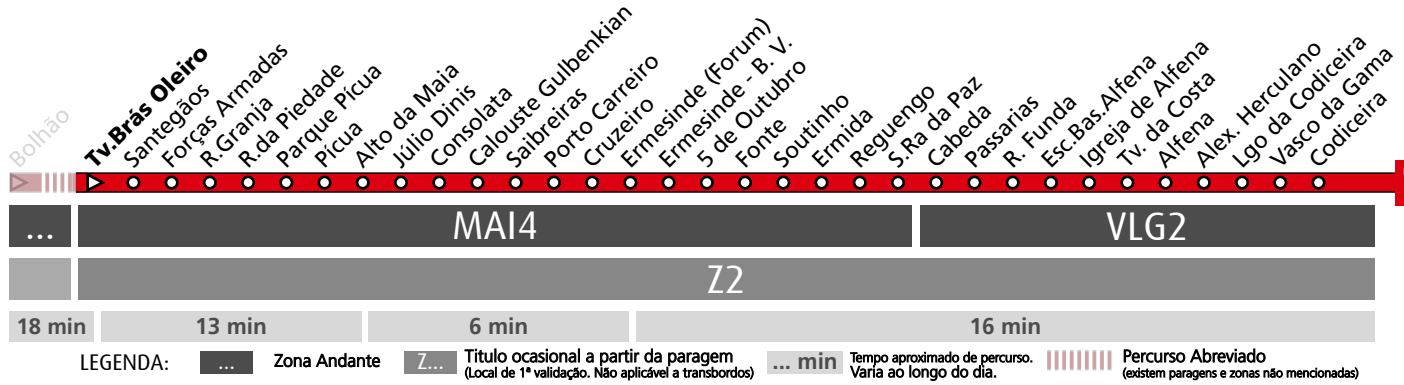 Bolhão
Tv.Brás Oleiro
Santegãos
Forças Armadas
R.Granja
R.da Piedade
Parque Pícua
Pícua
Alto da Maia
Júlio Dinis
Consolata
Calouste Gulbenkian
Saibreiras
Porto Carreiro
Cruzeiro
Ermesinde (Forum)
Ermesinde - B. V.
5 de Outubro
Fonte
Soutinho
Ermida
Reguengo
S.Ra da Paz
Cabeda
Passarias
R. Funda
Esc.Bas.Alfena
Igreja de Alfena
Tv. da Costa
Alfena
Alex. Herculano
Lgo da Codiceira
Vasco da Gama
Codiceira
... MAI4 VLG2
Z2
18 min 13 min 6 min 16 min
LEGENDA: ... Zona Andante Z... Titulo ocasional a partir da paragem ... min Tempo aproximado de percurso. Percurso Abreviado
(Local de 1ª validação. Não aplicável a transbordos) Varia ao longo do dia. (existem paragens e zonas não mencionadas)